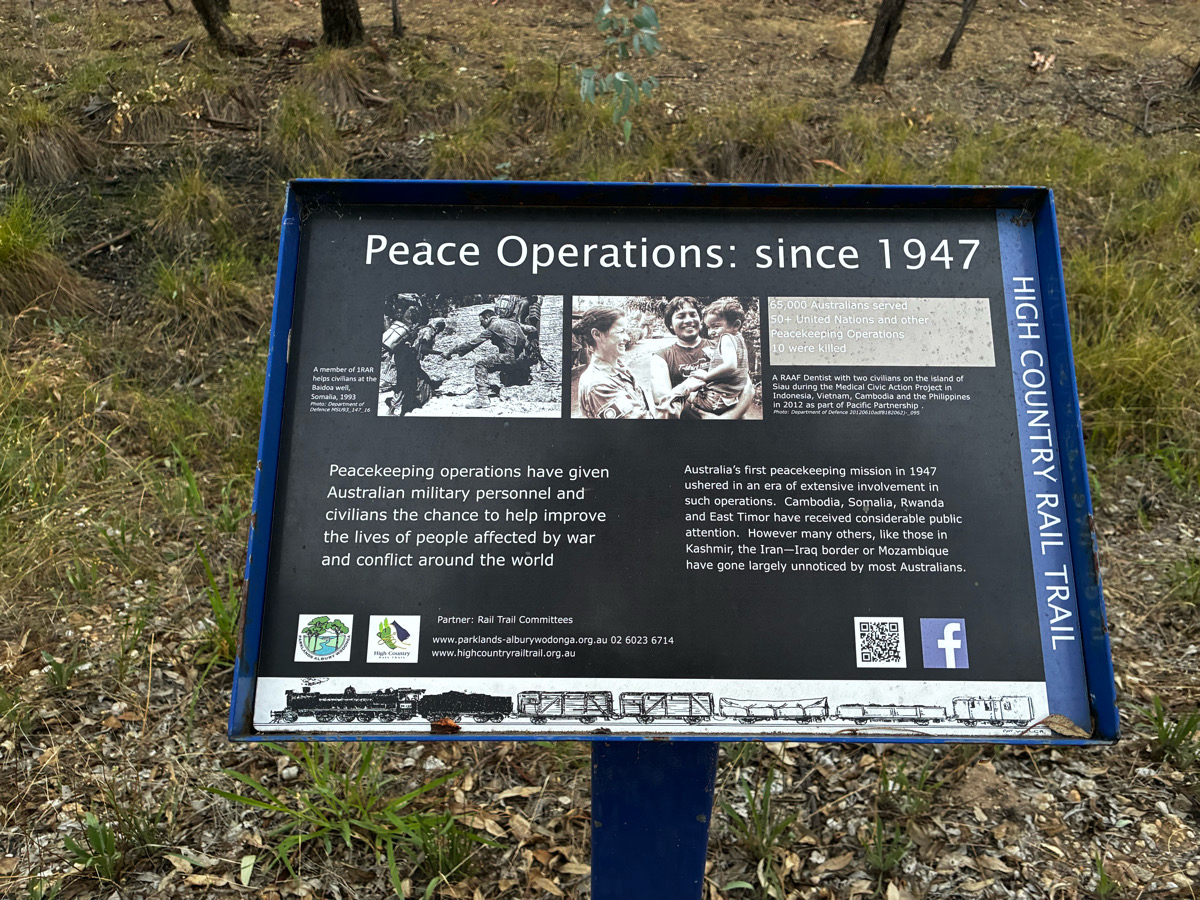 Peace Operations: since 1947
A member of 1RAR
helps civilians at the
Baidoa well,
Somalia, 1993
Photo: Department of
Defence MSU93_147_16
65,000 Australians served
50+ United Nations and other
Peacekeeping Operations
10 were killed
A RAAF Dentist with two civilians on the island of
Siau during the Medical Civic Action Project in
Indonesia, Vietnam, Cambodia and the Philippines
in 2012 as part of Pacific Partnership .
Peacekeeping operations have given
Australian military personnel and
civilians the chance to help improve
the lives of people affected by war
and conflict around the world
Australia's first peacekeeping mission in 1947
ushered in an era of extensive involvement in
such operations.  Cambodia, Somalia, Rwanda
and East Timor have received considerable public
attention.  However many others, like those in
Kashmir, the Iran—Iraq border or Mozambique
have gone largely unnoticed by most Australians.
HIGH COUNTRY RAIL TRAIL
High Country
Partner: Rail Trail Committees
www.parklands-alburywodonga.org.au 02 6023 6714
www.highcountryrailtrail.org.au
f